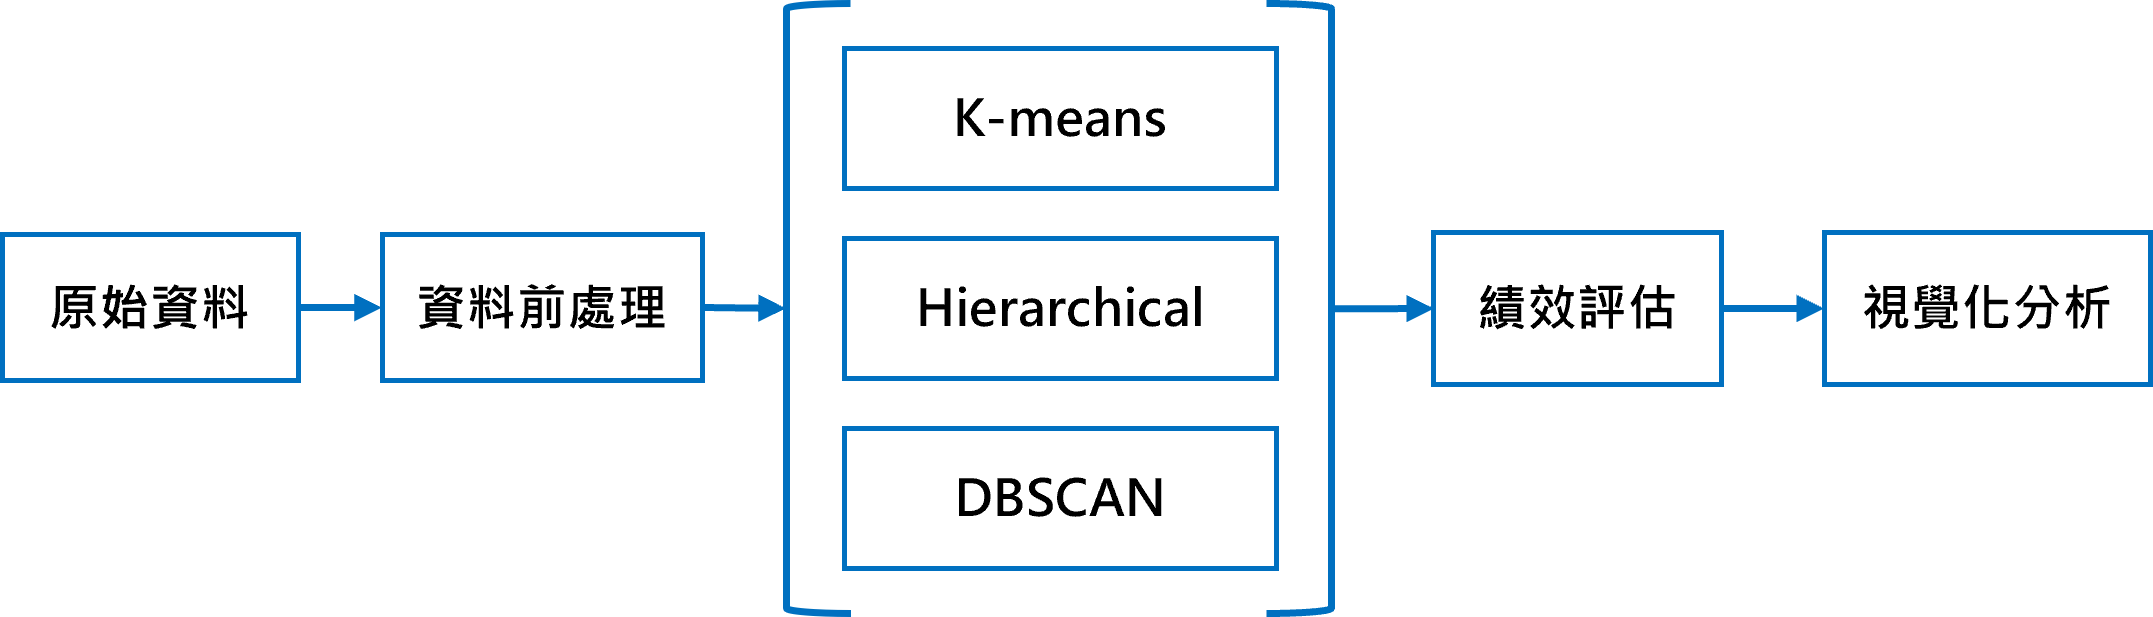 原始資料
資料前處理
K-means
Hierarchical
DBSCAN
績效評估
視覺化分析